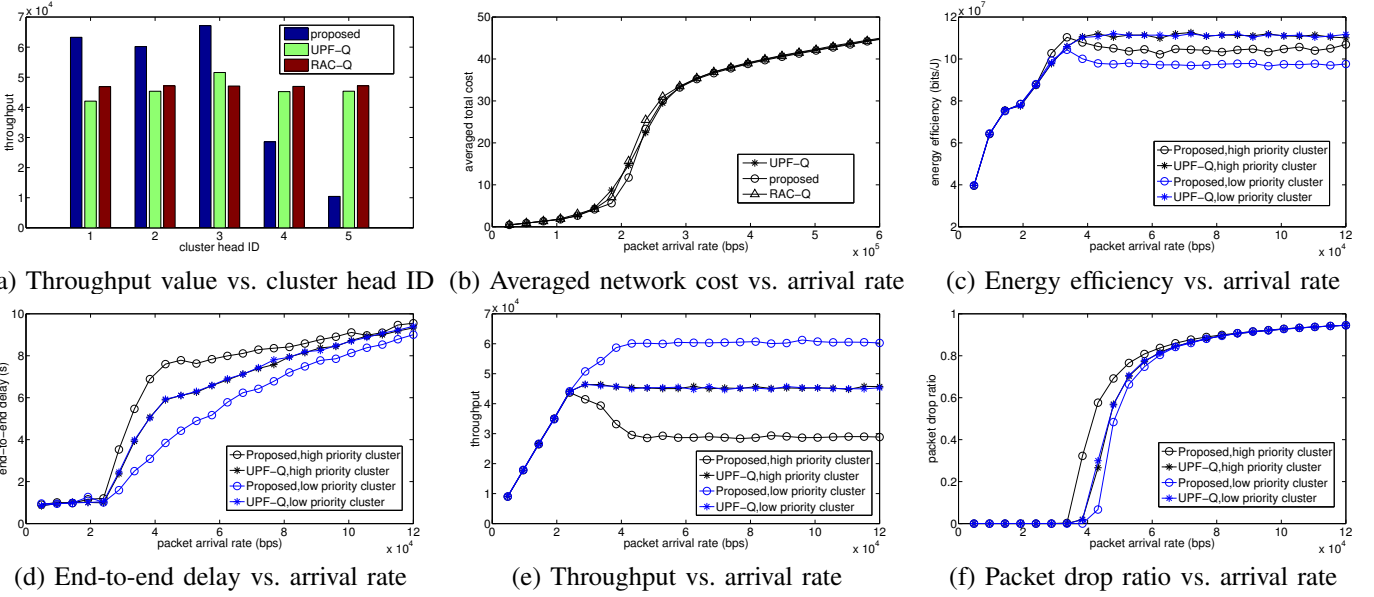 7 x 10^4
6
5
4
3
2
1
0
throughput
1 2 3 4 5
cluster head ID
proposed
UPF-Q
RAC-Q
a) Throughput value vs. cluster head ID
50
40
30
20
10
0
averaged total cost
0 1 2 3 4 5 6
x 10^5
packet arrival rate (bps)
UPF-Q
proposed
RAC-Q
(b) Averaged network cost vs. arrival rate
12 x 10^7
10
8
6
4
2
energy efficiency (bits/J)
0 2 4 6 8 10 12
x 10^4
packet arrival rate (bps)
Proposed,high priority cluster
UPF-Q,high priority cluster
Proposed,low priority cluster
UPF-Q,low priority cluster
(c) Energy efficiency vs. arrival rate
10
8
6
4
2
0
end-to-end delay (s)
0 2 4 6 8 10 12
x 10^4
packet arrival rate (bps)
Proposed,high priority cluster
UPF-Q,high priority cluster
Proposed,low priority cluster
UPF-Q,low priority cluster
(d) End-to-end delay vs. arrival rate
7 x 10^4
6
5
4
3
2
1
0
throughput
0 2 4 6 8 10 12
x 10^4
packet arrival rate (bps)
Proposed,high priority cluster
UPF-Q,high priority cluster
Proposed,low priority cluster
UPF-Q,low priority cluster
(e) Throughput vs. arrival rate
1
0.8
0.6
0.4
0.2
0
packet drop ratio
0 2 4 6 8 10 12
x 10^4
packet arrival rate (bps)
Proposed,high priority cluster
UPF-Q,high priority cluster
Proposed,low priority cluster
UPF-Q,low priority cluster
(f) Packet drop ratio vs. arrival rate